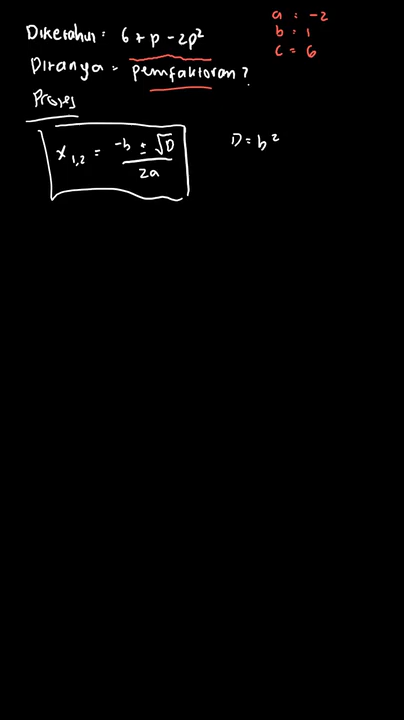 Diketahui : 6 + p - 2p²
Ditanya = pemfaktoran ?
a = -2
b = 1
c = 6
Proses
x₁,₂ = (-b ± √D)/2a
D = b²